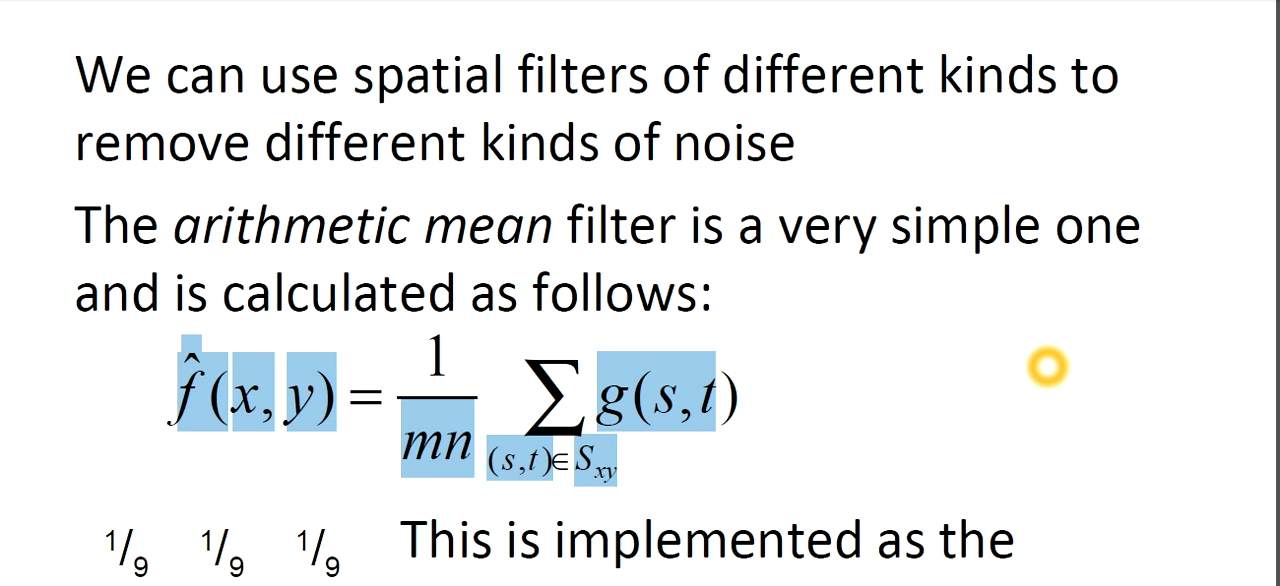 We can use spatial filters of different kinds to
remove different kinds of noise
The arithmetic mean filter is a very simple one
and is calculated as follows:
f̂(x, y) = 1/mn ∑_{(s,t)∈S_xy} g(s,t)
1/9 1/9 1/9 This is implemented as the